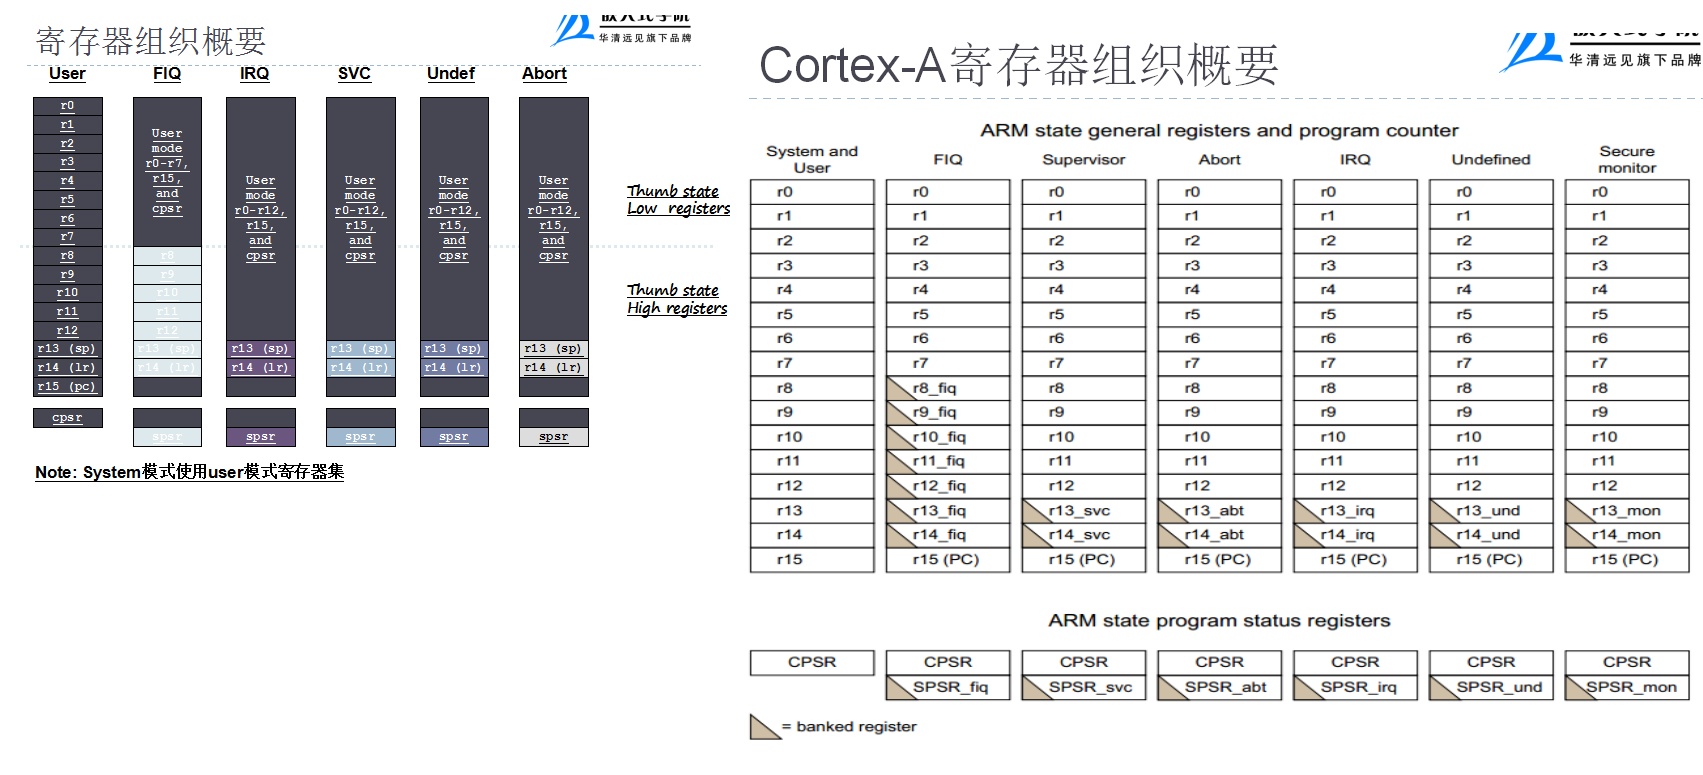 寄存器组织概要
华清远见旗下品牌
User FIQ IRQ SVC Undef Abort
r0
r1
r2
r3
r4
r5
r6
r7
r8
r9
r10
r11
r12
r13 (sp)
r14 (lr)
r15 (pc)
cpsr
User
mode
r0-r7,
r15,
and
cpsr
r8
r9
r10
r11
r12
r13 (sp)
r14 (lr)
spsr
User
mode
r0-r12,
r15,
and
cpsr
r13 (sp)
r14 (lr)
spsr
User
mode
r0-r12,
r15,
and
cpsr
r13 (sp)
r14 (lr)
spsr
User
mode
r0-r12,
r15,
and
cpsr
r13 (sp)
r14 (lr)
spsr
User
mode
r0-r12,
r15,
and
cpsr
r13 (sp)
r14 (lr)
spsr
Thumb state
Low registers
Thumb state
High registers
Note: System模式使用user模式寄存器集
Cortex-A寄存器组织概要
华清远见旗下品牌
ARM state general registers and program counter
System and User FIQ Supervisor Abort IRQ Undefined Secure monitor
r0 r0 r0 r0 r0 r0 r0
r1 r1 r1 r1 r1 r1 r1
r2 r2 r2 r2 r2 r2 r2
r3 r3 r3 r3 r3 r3 r3
r4 r4 r4 r4 r4 r4 r4
r5 r5 r5 r5 r5 r5 r5
r6 r6 r6 r6 r6 r6 r6
r7 r7 r7 r7 r7 r7 r7
r8 r8_fiq r8 r8 r8 r8 r8
r9 r9_fiq r9 r9 r9 r9 r9
r10 r10_fiq r10 r10 r10 r10 r10
r11 r11_fiq r11 r11 r11 r11 r11
r12 r12_fiq r12 r12 r12 r12 r12
r13 r13_fiq r13_svc r13_abt r13_irq r13_und r13_mon
r14 r14_fiq r14_svc r14_abt r14_irq r14_und r14_mon
r15 r15 (PC) r15 (PC) r15 (PC) r15 (PC) r15 (PC) r15 (PC)
ARM state program status registers
CPSR CPSR CPSR CPSR CPSR CPSR CPSR
SPSR_fiq SPSR_svc SPSR_abt SPSR_irq SPSR_und SPSR_mon
= banked register